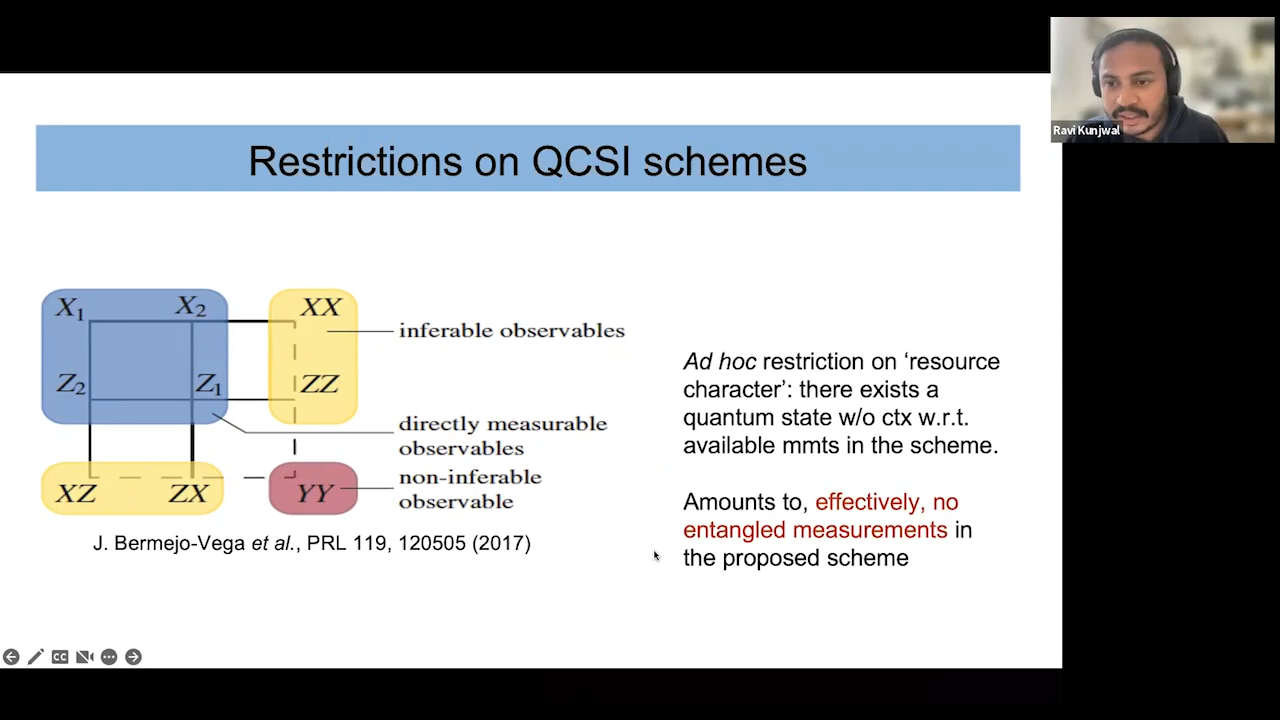 Ravi Kunjwal
Restrictions on QCSI schemes
X₁ X₂ XX
inferable observables
Z₂ Z₁ ZZ
directly measurable
observables
non-inferable
observable
XZ ZX YY
J. Bermejo-Vega et al., PRL 119, 120505 (2017)
Ad hoc restriction on ‘resource
character’: there exists a
quantum state w/o ctx w.r.t.
available mmts in the scheme.
Amounts to, effectively, no
entangled measurements in
the proposed scheme
CC